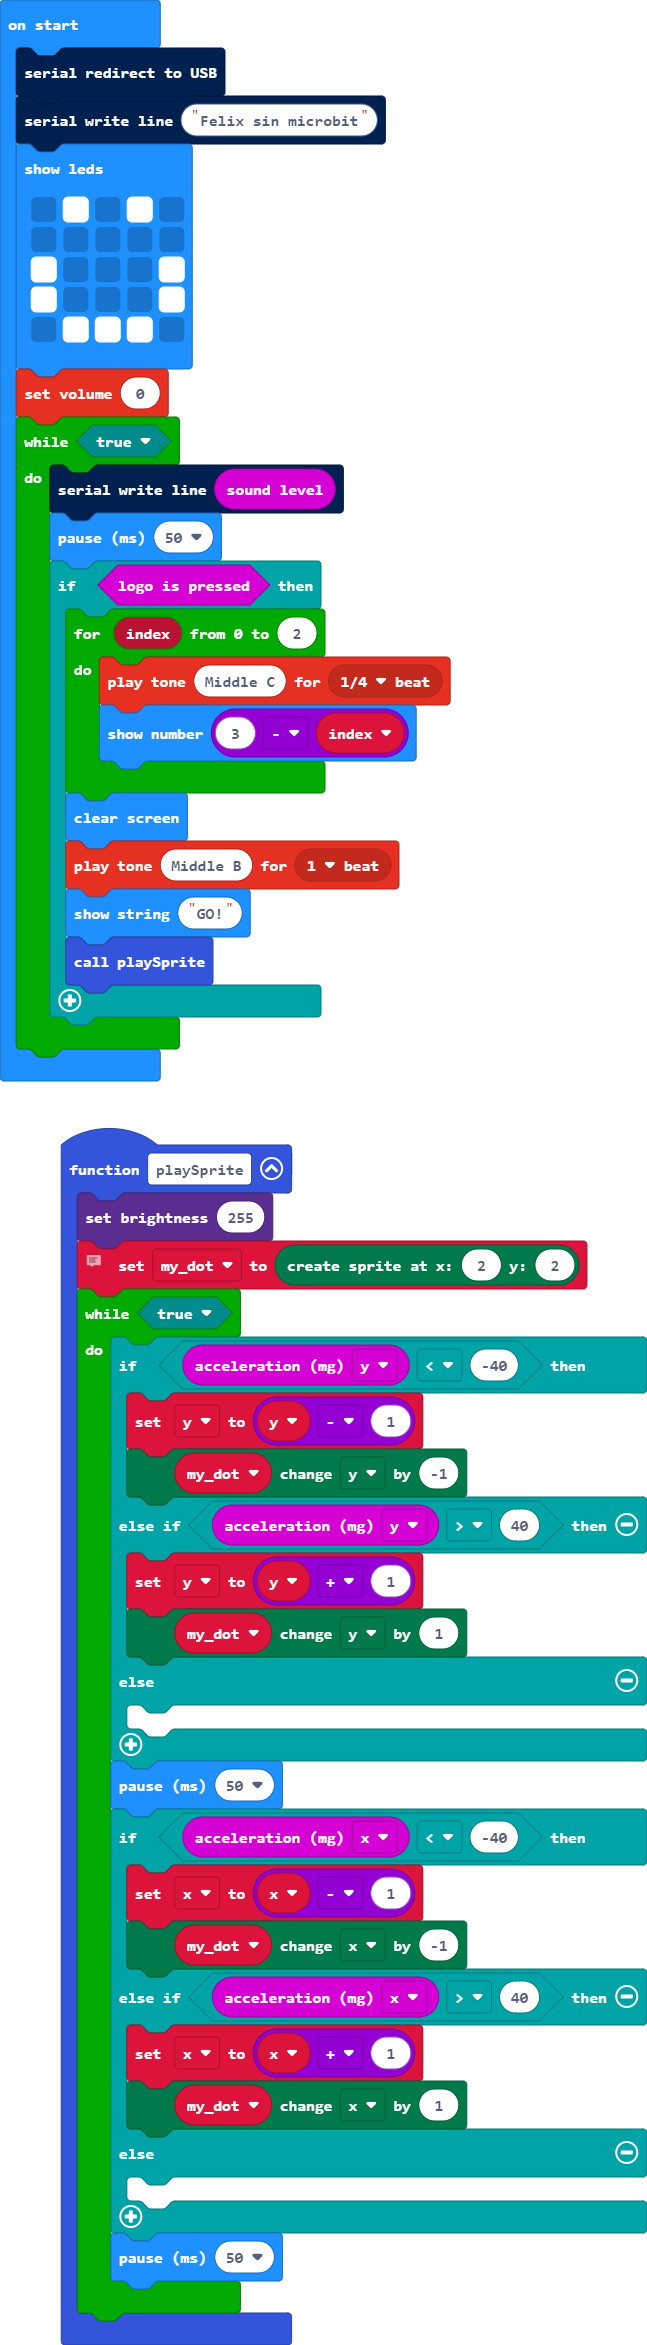 on start
serial redirect to USB
serial write line "Felix sin microbit"
show leds
set volume 0
while true
do
serial write line sound level
pause (ms) 50
if logo is pressed then
for index from 0 to 2
do
play tone Middle C for 1/4 beat
show number 3 - index
clear screen
play tone Middle B for 1 beat
show string "GO!"
call playSprite
function playSprite
set brightness 255
set my_dot to create sprite at x: 2 y: 2
while true
do
if acceleration (mg) y < -40 then
set y to y - 1
my_dot change y by -1
else if acceleration (mg) y > 40 then
set y to y + 1
my_dot change y by 1
else
pause (ms) 50
if acceleration (mg) x < -40 then
set x to x - 1
my_dot change x by -1
else if acceleration (mg) x > 40 then
set x to x + 1
my_dot change x by 1
else
pause (ms) 50